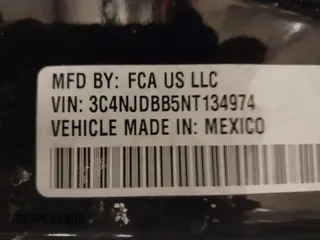 MFD BY: FCA US LLC
VIN: 3C4NJDBB5NT134974
VEHICLE MADE IN: MEXICO